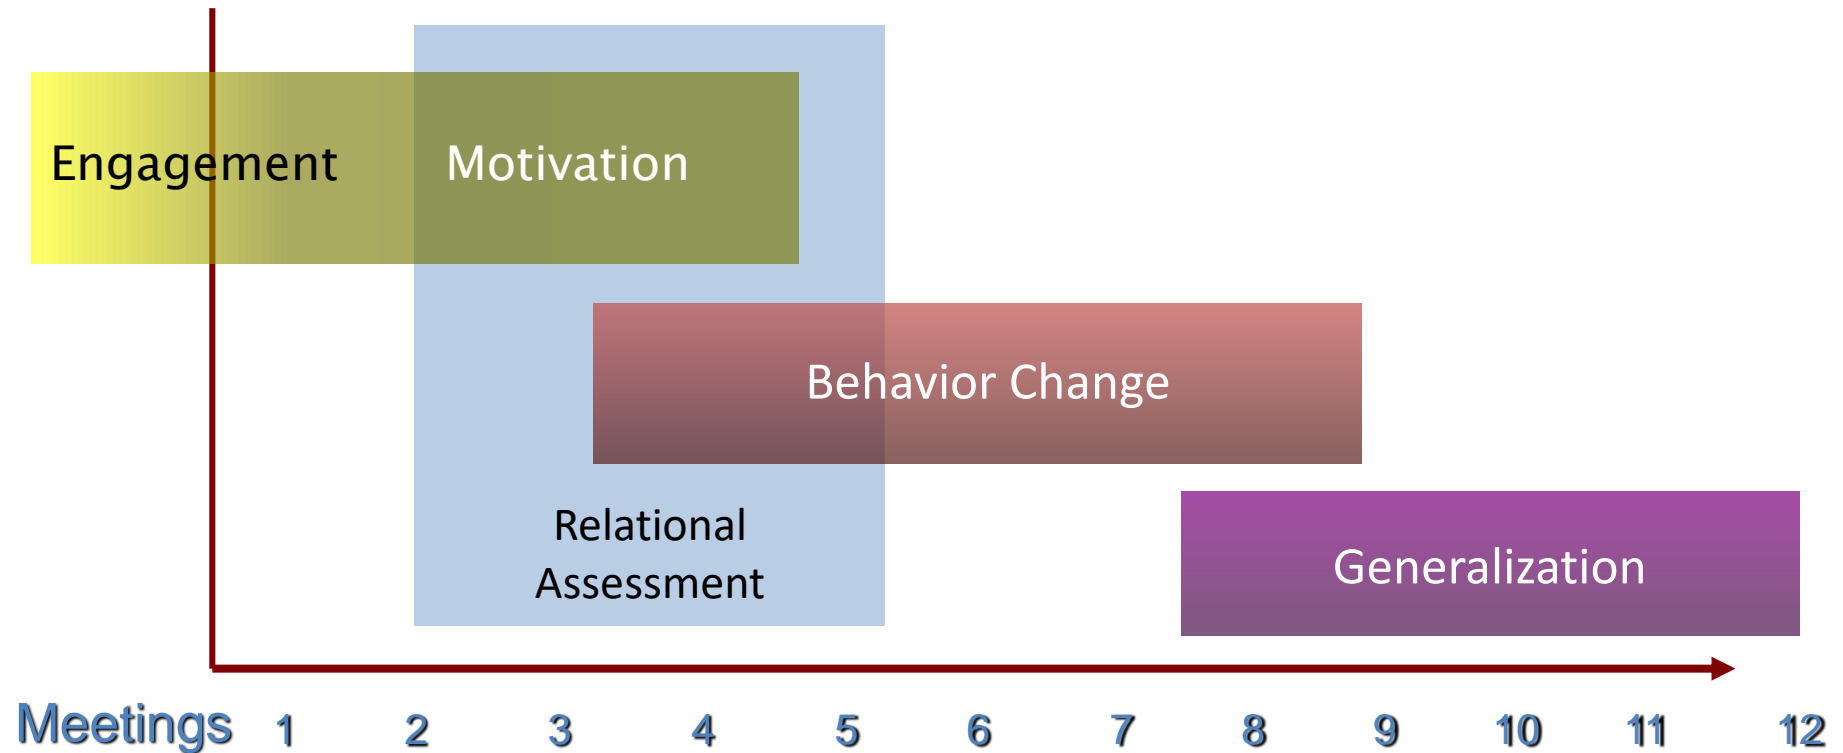 Engagement
Motivation
Behavior Change
Relational
Assessment
Generalization
Meetings 1 2 3 4 5 6 7 8 9 10 11 12